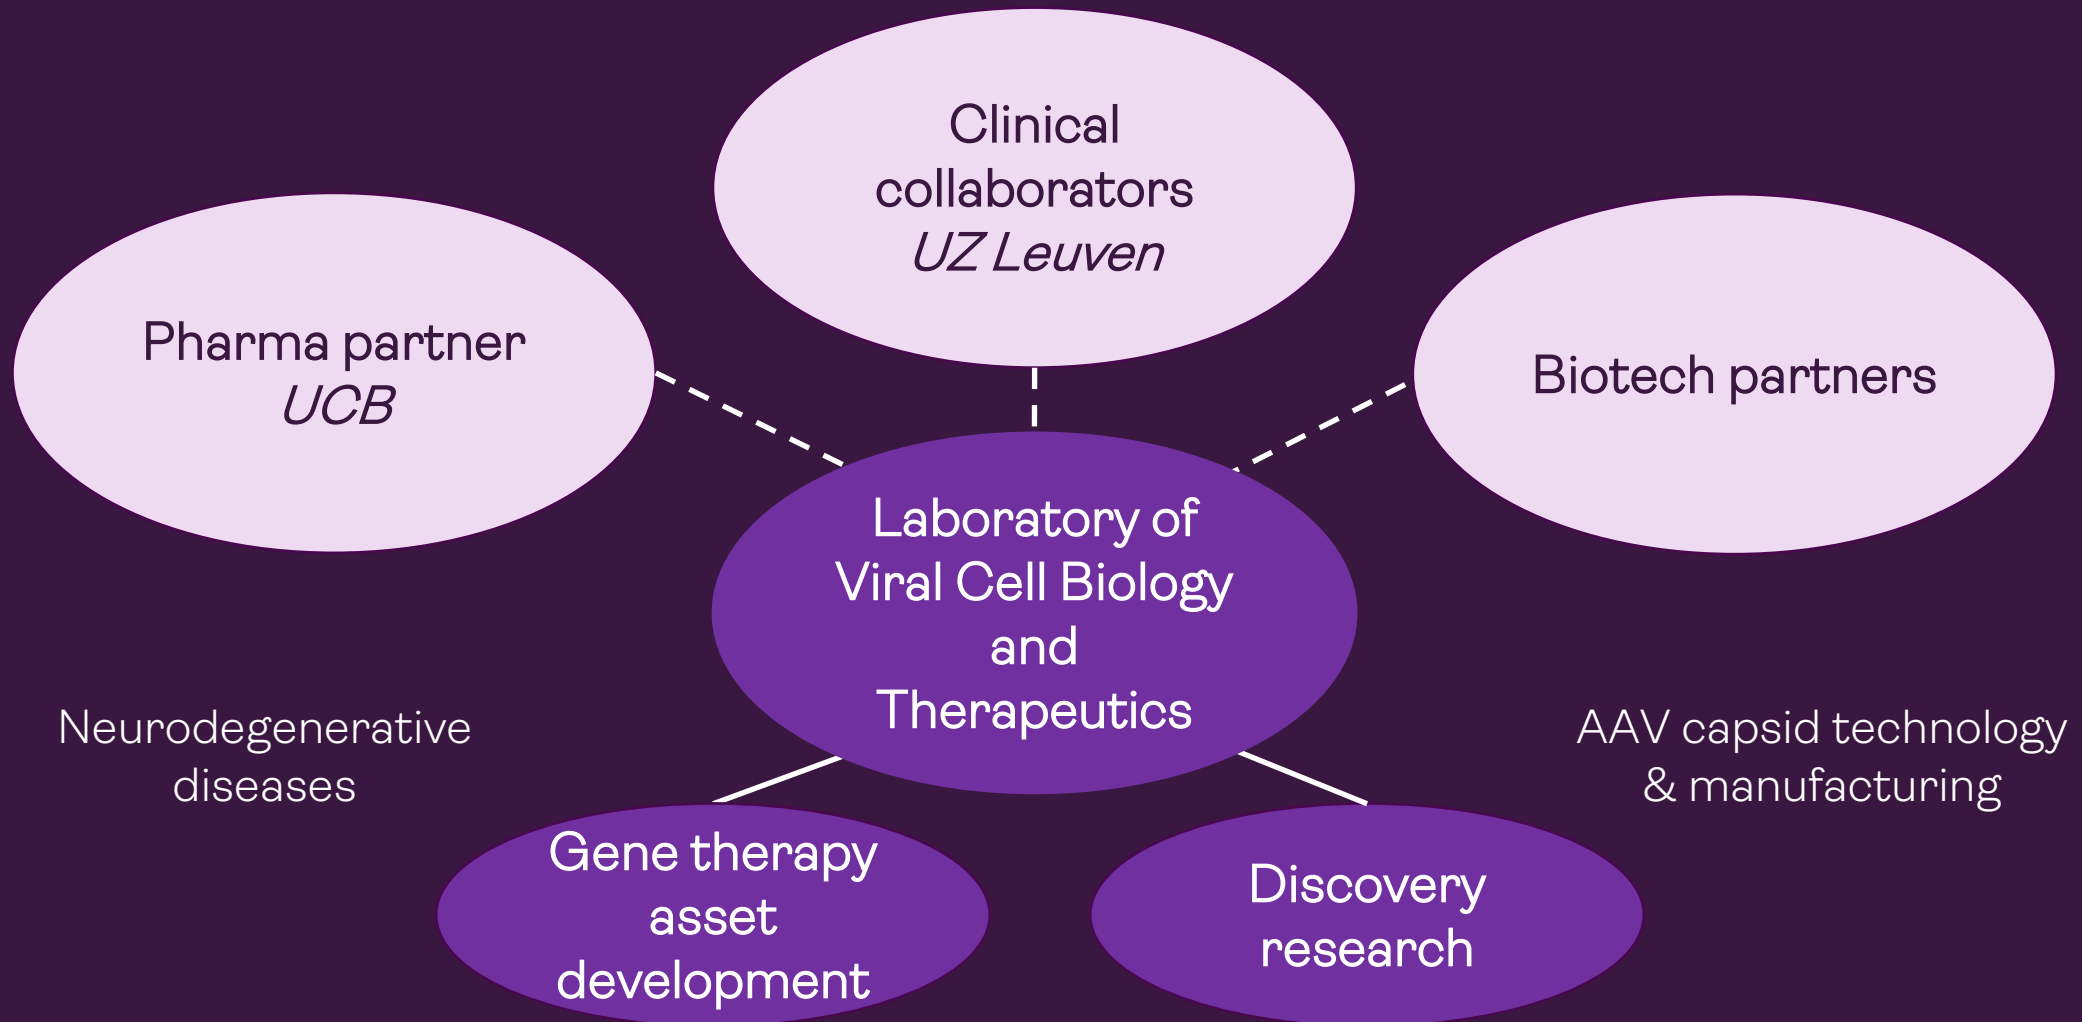 Clinical
collaborators
UZ Leuven
Pharma partner
UCB
Biotech partners
Laboratory of
Viral Cell Biology
and
Therapeutics
Neurodegenerative
diseases
AAV capsid technology
& manufacturing
Gene therapy
asset
development
Discovery
research